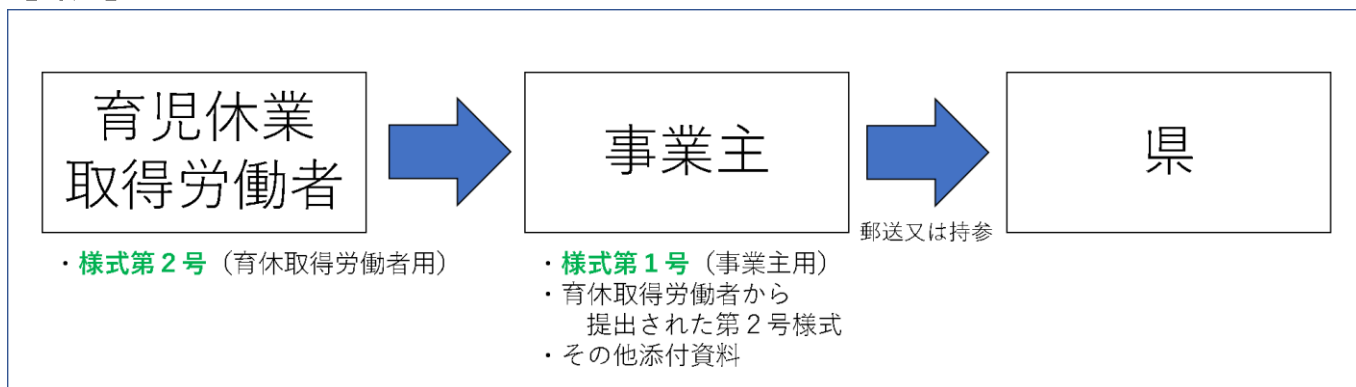 育児休業
取得労働者
事業主
県
郵送又は持参
・様式第２号（育休取得労働者用）
・様式第１号（事業主用）
・育休取得労働者から
提出された第２号様式
・その他添付資料